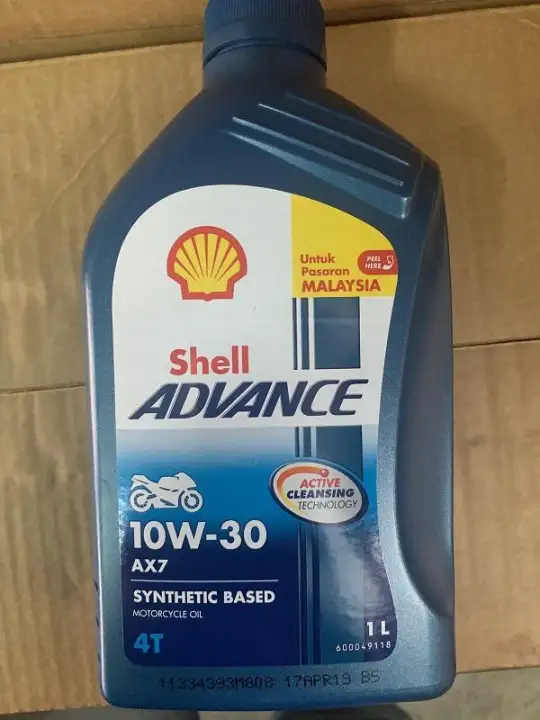 Untuk
Pasaran
MALAYSIA
PEEL
HERE
Shell
ADVANCE
ACTIVE
CLEANSING
TECHNOLOGY
10W-30
AX7
SYNTHETIC BASED
MOTORCYCLE OIL
4T
1 L
600049118
11334393M808 17APR19 BS